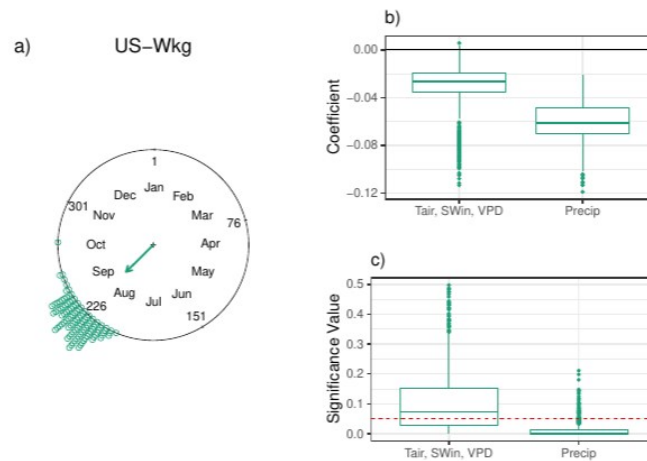 a)
US−Wkg
1
Jan
Feb
Mar
76
Apr
May
Jun
151
Jul
Aug
226
Sep
Oct
Nov
301
Dec
b)
Coefficient
0.00
−0.04
−0.08
−0.12
Tair, SWin, VPD
Precip
c)
Significance Value
0.5
0.4
0.3
0.2
0.1
0.0
Tair, SWin, VPD
Precip